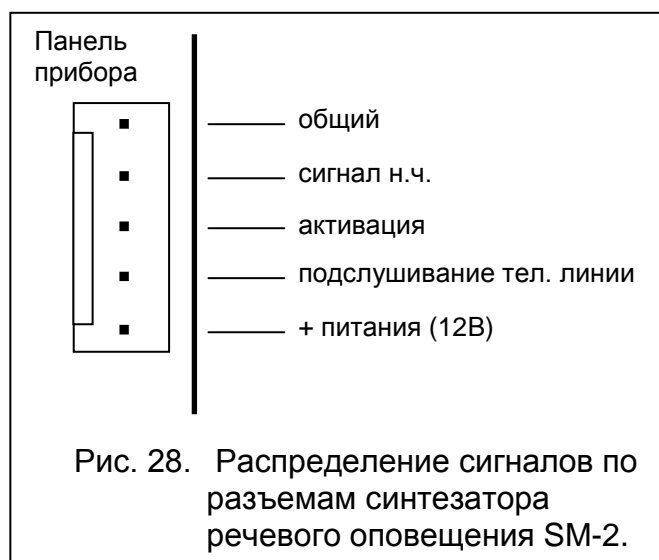 Панель
прибора
общий
сигнал н.ч.
активация
подслушивание тел. линии
+ питания (12В)
Рис. 28. Распределение сигналов по
разъемам синтезатора
речевого оповещения SM-2.